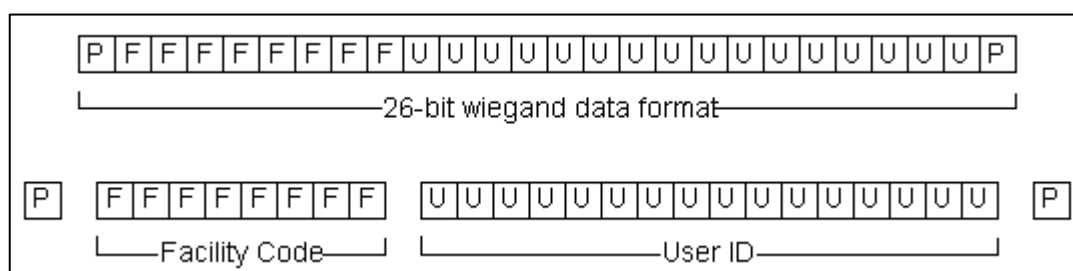 P F F F F F F F F U U U U U U U U U U U U U U U U P
26-bit wiegand data format
P F F F F F F F F U U U U U U U U U U U U U U U U P
Facility Code User ID